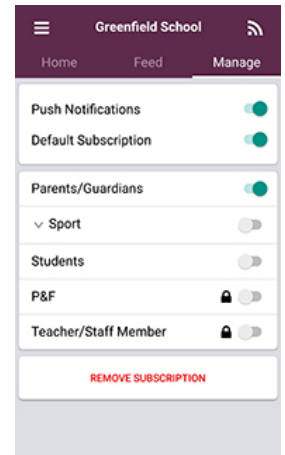 Greenfield School
Home Feed Manage
Push Notifications
Default Subscription
Parents/Guardians
Sport
Students
P&F
Teacher/Staff Member
REMOVE SUBSCRIPTION